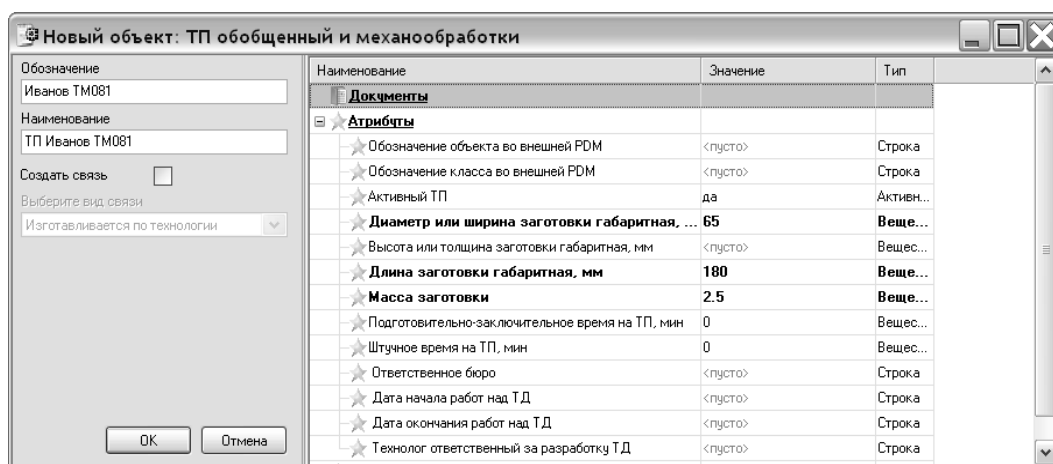 Новый объект: ТП обобщенный и механообработки
Обозначение
Иванов ТМ081
Наименование
ТП Иванов ТМ081
Создать связь
Выберите вид связи
Изготавливается по технологии
ОК Отмена
Наименование Значение Тип
Документы
Атрибуты
Обозначение объекта во внешней PDM <пусто> Строка
Обозначение класса во внешней PDM <пусто> Строка
Активный ТП да Активн...
Диаметр или ширина заготовки габаритная, ... 65 Веще...
Высота или толщина заготовки габаритная, мм <пусто> Вещес...
Длина заготовки габаритная, мм 180 Веще...
Масса заготовки 2.5 Веще...
Подготовительно-заключительное время на ТП, мин 0 Вещес...
Штучное время на ТП, мин 0 Вещес...
Ответственное бюро <пусто> Строка
Дата начала работ над ТД <пусто> Строка
Дата окончания работ над ТД <пусто> Строка
Технолог ответственный за разработку ТД <пусто> Строка